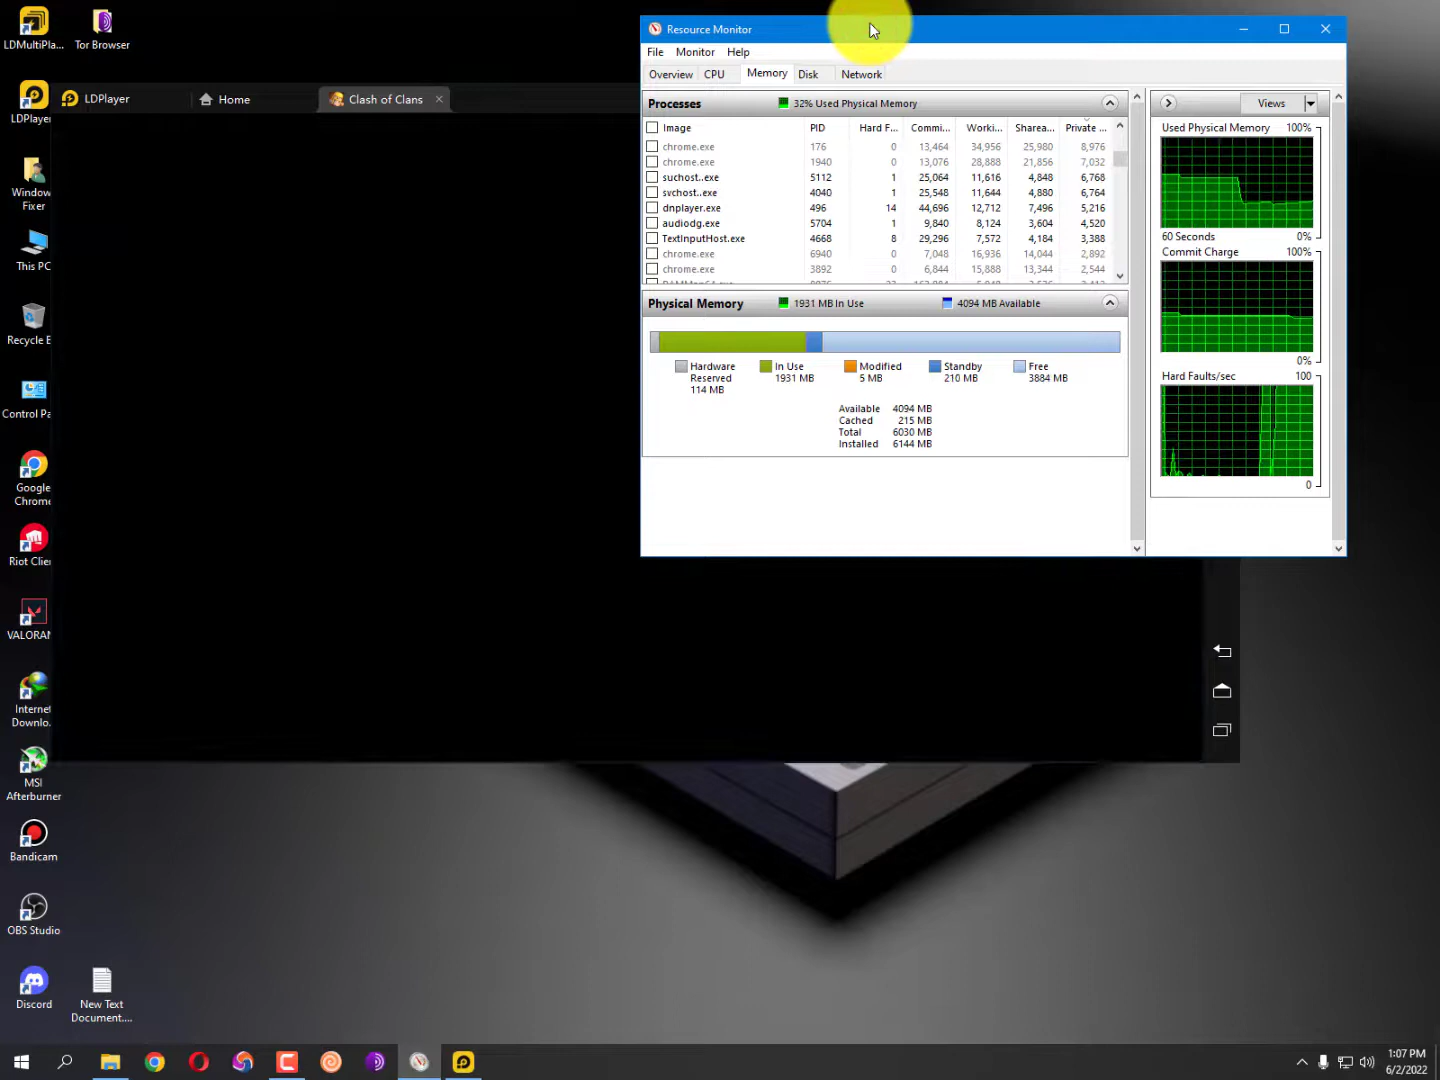 LDMultiPla...
Tor Browser
LDPlayer
Window
Fixer
This PC
Recycle B
Control Pa
Google
Chrome
Riot Clie
VALORAN
Internet
Downlo...
MSI
Afterburner
Bandicam
OBS Studio
Discord
New Text
Document....
LDPlayer
Home
Clash of Clans
Resource Monitor
File Monitor Help
Overview CPU Memory Disk Network
Processes 32% Used Physical Memory
Image PID Hard F... Commi... Worki... Sharea... Private ...
chrome.exe 176 0 13,464 34,956 25,980 8,976
chrome.exe 1940 0 13,076 28,888 21,856 7,032
suchost..exe 5112 1 25,064 11,616 4,848 6,768
svchost..exe 4040 1 25,548 11,644 4,880 6,764
dnplayer.exe 496 14 44,696 12,712 7,496 5,216
audiodg.exe 5704 1 9,840 8,124 3,604 4,520
TextInputHost.exe 4668 8 29,296 7,572 4,184 3,388
chrome.exe 6940 0 7,048 16,936 14,044 2,892
chrome.exe 3892 0 6,844 15,888 13,344 2,544
Physical Memory 1931 MB In Use 4094 MB Available
Hardware
Reserved
114 MB
In Use
1931 MB
Modified
5 MB
Standby
210 MB
Free
3884 MB
Available 4094 MB
Cached 215 MB
Total 6030 MB
Installed 6144 MB
Views
Used Physical Memory 100%
60 Seconds 0%
Commit Charge 100%
0%
Hard Faults/sec 100
0
1:07 PM
6/2/2022